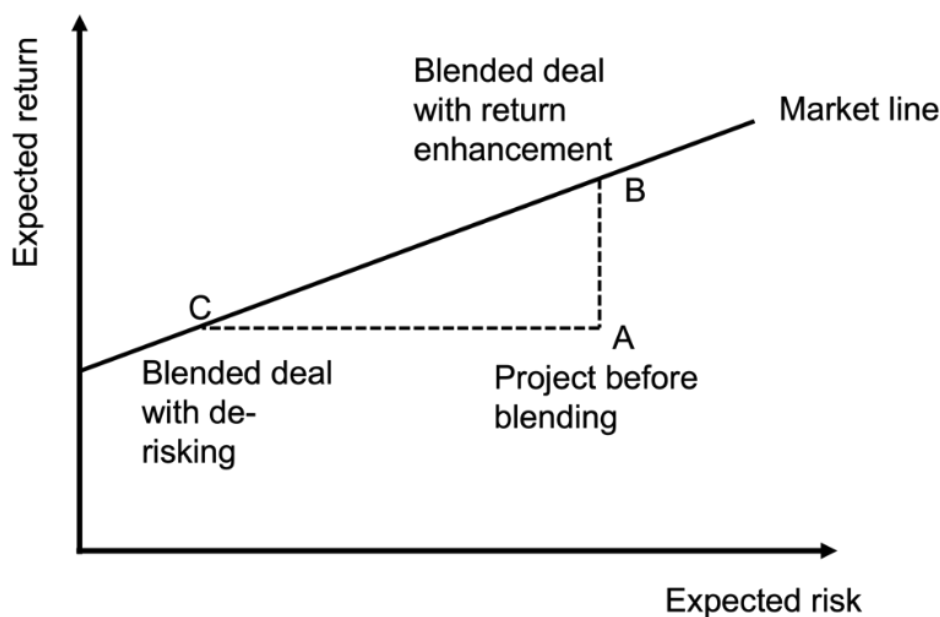 Expected return
Blended deal
with return
enhancement
Market line
B
C
A
Blended deal
with de-
risking
Project before
blending
Expected risk